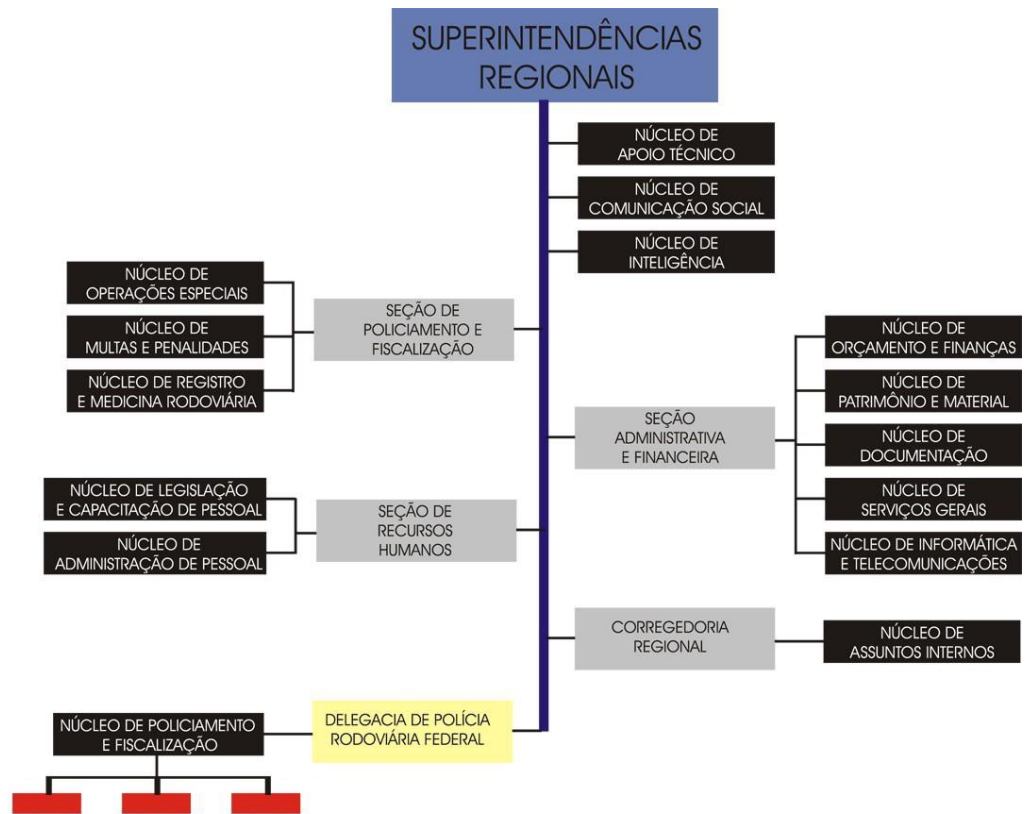 SUPERINTENDÊNCIAS
REGIONAIS
NÚCLEO DE
APOIO TÉCNICO
NÚCLEO DE
COMUNICAÇÃO SOCIAL
NÚCLEO DE
INTELIGÊNCIA
NÚCLEO DE
OPERAÇÕES ESPECIAIS
NÚCLEO DE
MULTAS E PENALIDADES
NÚCLEO DE REGISTRO
E MEDICINA RODOVIÁRIA
SEÇÃO DE
POLICIAMENTO E
FISCALIZAÇÃO
SEÇÃO
ADMINISTRATIVA
E FINANCEIRA
NÚCLEO DE
ORÇAMENTO E FINANÇAS
NÚCLEO DE
PATRIMÔNIO E MATERIAL
NÚCLEO DE
DOCUMENTAÇÃO
NÚCLEO DE
SERVIÇOS GERAIS
NÚCLEO DE INFORMÁTICA
E TELECOMUNICAÇÕES
NÚCLEO DE LEGISLAÇÃO
E CAPACITAÇÃO DE PESSOAL
NÚCLEO DE
ADMINISTRAÇÃO DE PESSOAL
SEÇÃO DE
RECURSOS
HUMANOS
CORREGEDORIA
REGIONAL
NÚCLEO DE
ASSUNTOS INTERNOS
NÚCLEO DE POLICIAMENTO
E FISCALIZAÇÃO
DELEGACIA DE POLÍCIA
RODOVIÁRIA FEDERAL